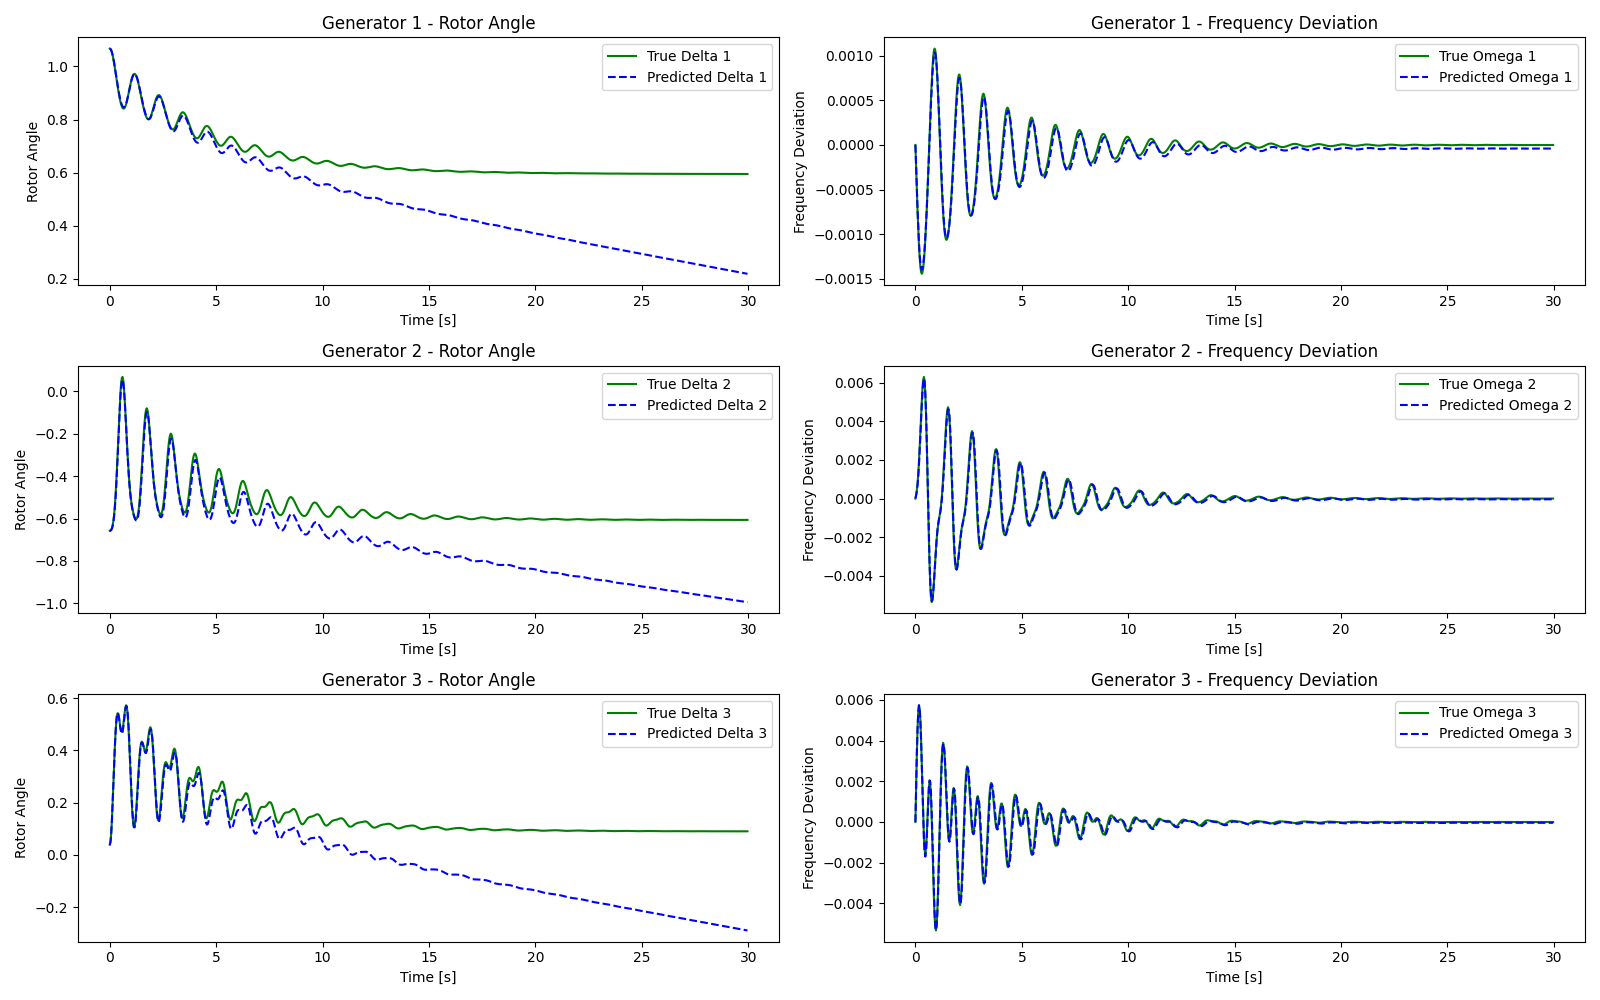 Generator 1 - Rotor Angle
Rotor Angle
1.0
0.8
0.6
0.4
0.2
True Delta 1
Predicted Delta 1
0 5 10 15 20 25 30
Time [s]
Generator 1 - Frequency Deviation
Frequency Deviation
0.0010
0.0005
0.0000
−0.0005
−0.0010
−0.0015
True Omega 1
Predicted Omega 1
0 5 10 15 20 25 30
Time [s]
Generator 2 - Rotor Angle
Rotor Angle
0.0
−0.2
−0.4
−0.6
−0.8
−1.0
True Delta 2
Predicted Delta 2
0 5 10 15 20 25 30
Time [s]
Generator 2 - Frequency Deviation
Frequency Deviation
0.006
0.004
0.002
0.000
−0.002
−0.004
True Omega 2
Predicted Omega 2
0 5 10 15 20 25 30
Time [s]
Generator 3 - Rotor Angle
Rotor Angle
0.6
0.4
0.2
0.0
−0.2
True Delta 3
Predicted Delta 3
0 5 10 15 20 25 30
Time [s]
Generator 3 - Frequency Deviation
Frequency Deviation
0.006
0.004
0.002
0.000
−0.002
−0.004
True Omega 3
Predicted Omega 3
0 5 10 15 20 25 30
Time [s]